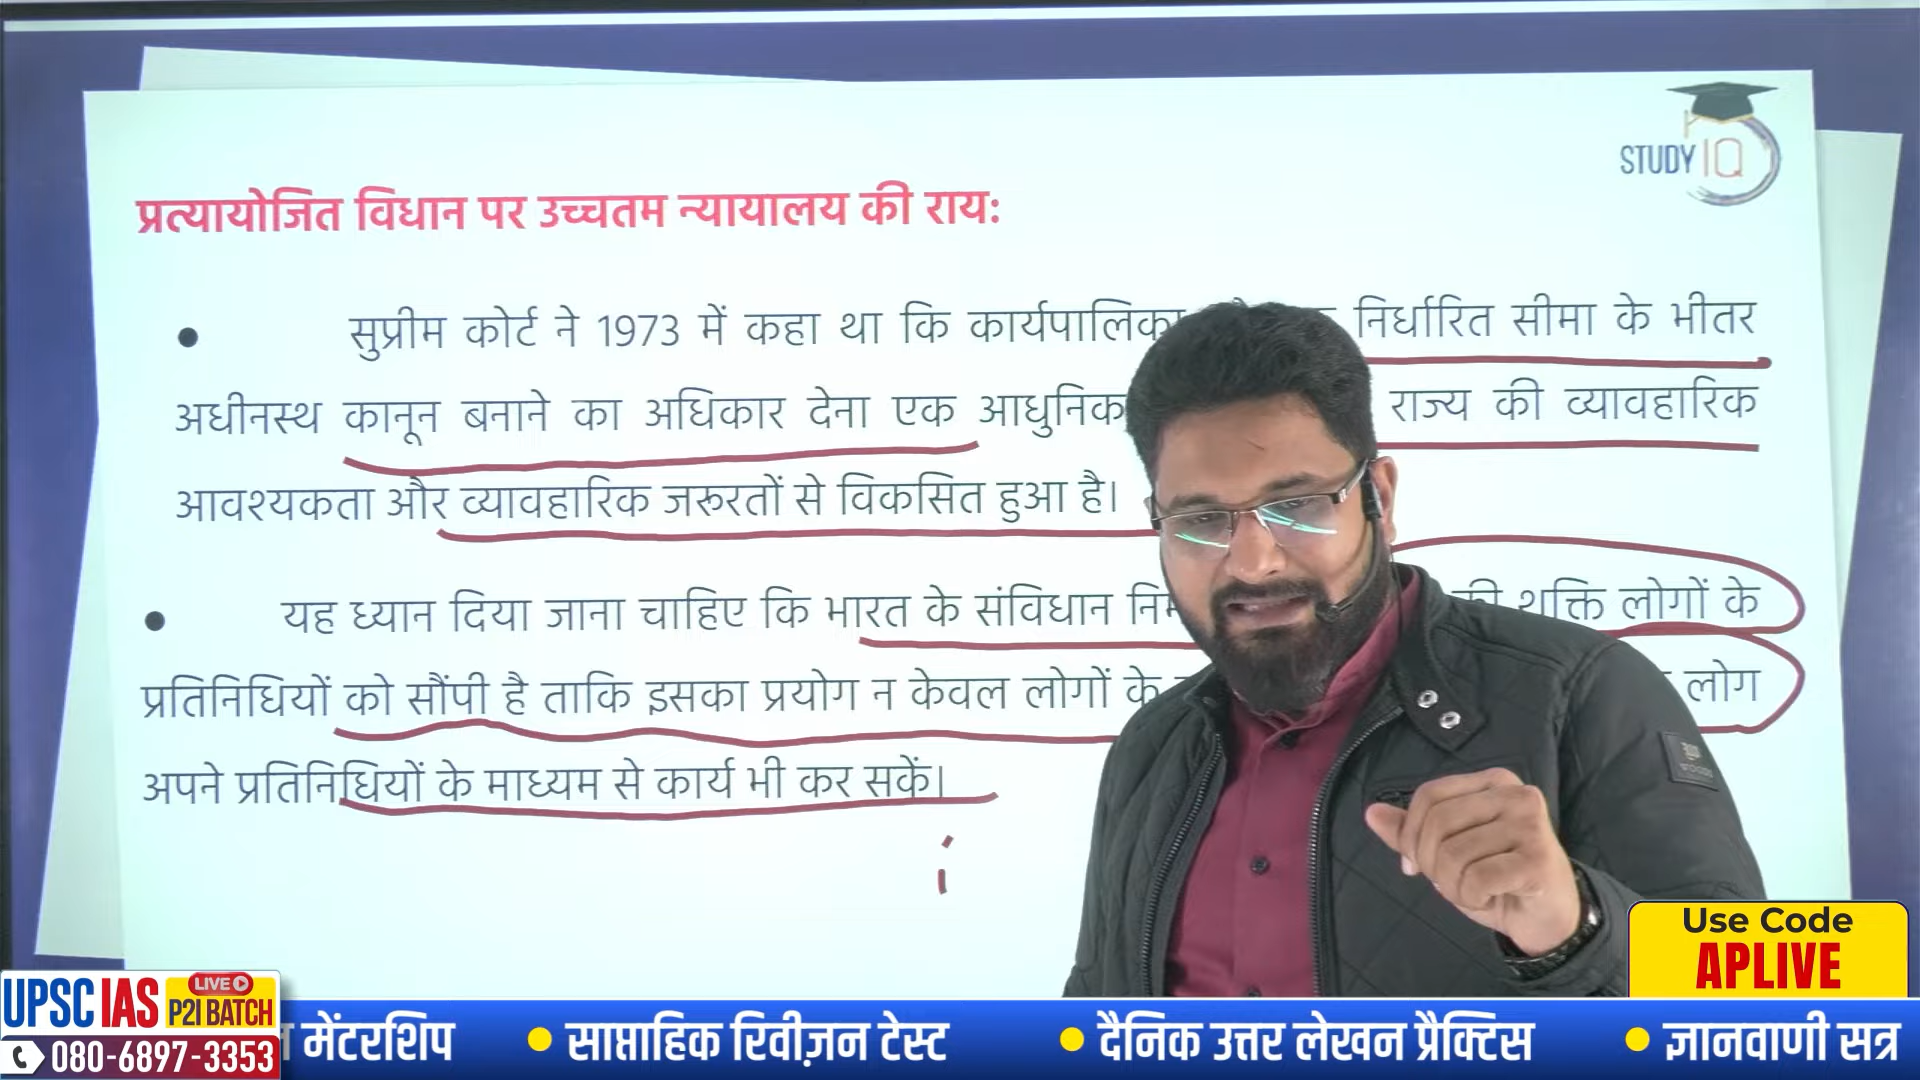 STUDY IQ
प्रत्यायोजित विधान पर उच्चतम न्यायालय की राय:
सुप्रीम कोर्ट ने 1973 में कहा था कि कार्यपालिका निर्धारित सीमा के भीतर
अधीनस्थ कानून बनाने का अधिकार देना एक आधुनिक राज्य की व्यावहारिक
आवश्यकता और व्यावहारिक जरूरतों से विकसित हुआ है।
यह ध्यान दिया जाना चाहिए कि भारत के संविधान की शक्ति लोगों के
प्रतिनिधियों को सौंपी है ताकि इसका प्रयोग न केवल लोगों के लोग
अपने प्रतिनिधियों के माध्यम से कार्य भी कर सकें।
Use Code
APLIVE
UPSC IAS LIVE P2I BATCH
080-6897-3353
मेंटरशिप • साप्ताहिक रिवीज़न टेस्ट • दैनिक उत्तर लेखन प्रैक्टिस • ज्ञानवाणी सत्र